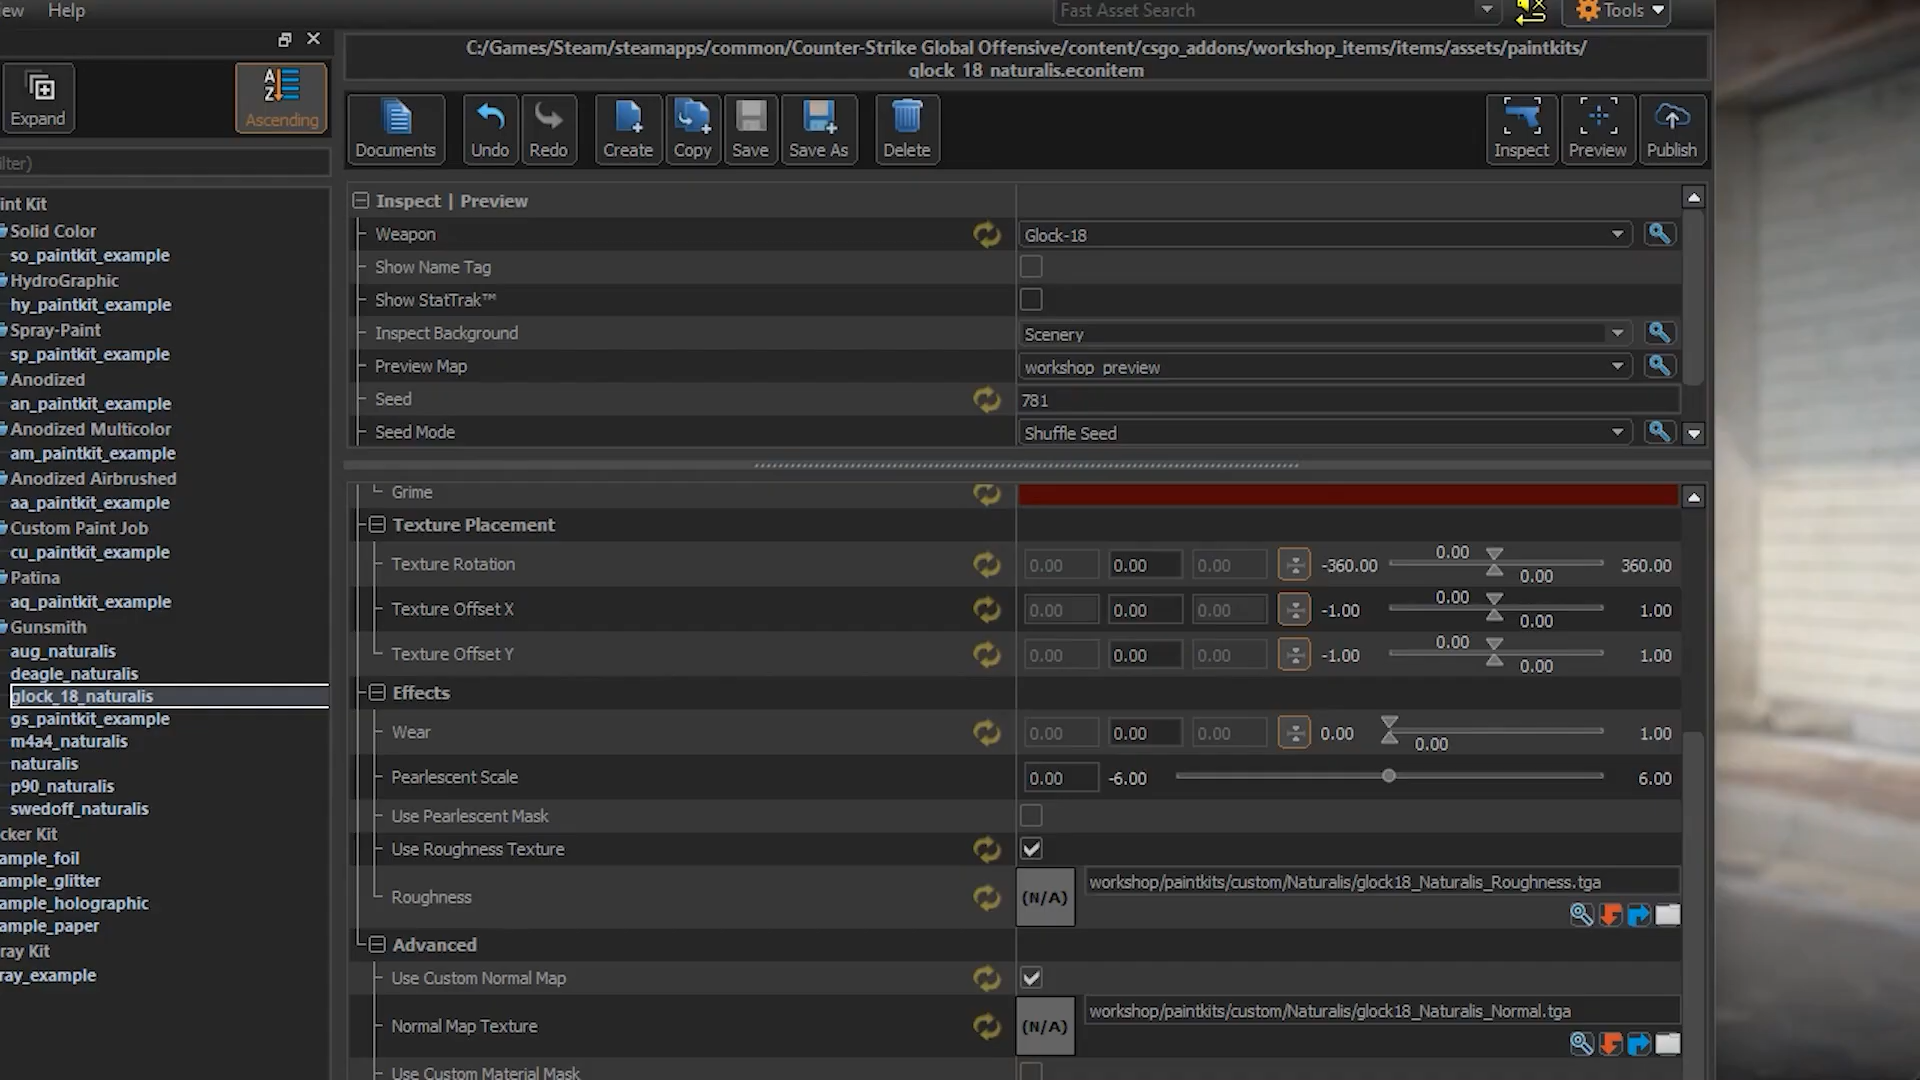 Help
Fast Asset Search
Tools
C:/Games/Steam/steamapps/common/Counter-Strike Global Offensive/content/csgo_addons/workshop_items/items/assets/paintkits/
glock_18_naturalis.econitem
Expand
Ascending
Documents
Undo
Redo
Create
Copy
Save
Save As
Delete
Inspect
Preview
Publish
int Kit
Solid Color
so_paintkit_example
HydroGraphic
hy_paintkit_example
Spray-Paint
sp_paintkit_example
Anodized
an_paintkit_example
Anodized Multicolor
am_paintkit_example
Anodized Airbrushed
aa_paintkit_example
Custom Paint Job
cu_paintkit_example
Patina
aq_paintkit_example
Gunsmith
aug_naturalis
deagle_naturalis
glock_18_naturalis
gs_paintkit_example
m4a4_naturalis
naturalis
p90_naturalis
swedoff_naturalis
cker Kit
ample_foil
ample_glitter
ample_holographic
ample_paper
ray Kit
ray_example
Inspect | Preview
Weapon
Glock-18
Show Name Tag
Show StatTrak™
Inspect Background
Scenery
Preview Map
workshop_preview
Seed
781
Seed Mode
Shuffle Seed
Grime
Texture Placement
Texture Rotation
0.00 0.00 0.00 -360.00 0.00 0.00 360.00
Texture Offset X
0.00 0.00 0.00 -1.00 0.00 0.00 1.00
Texture Offset Y
0.00 0.00 0.00 -1.00 0.00 0.00 1.00
Effects
Wear
0.00 0.00 0.00 0.00 0.00 1.00
Pearlescent Scale
0.00 -6.00 6.00
Use Pearlescent Mask
Use Roughness Texture
Roughness
(N/A)
workshop/paintkits/custom/Naturalis/glock18_Naturalis_Roughness.tga
Advanced
Use Custom Normal Map
Normal Map Texture
(N/A)
workshop/paintkits/custom/Naturalis/glock18_Naturalis_Normal.tga
Use Custom Material Mask